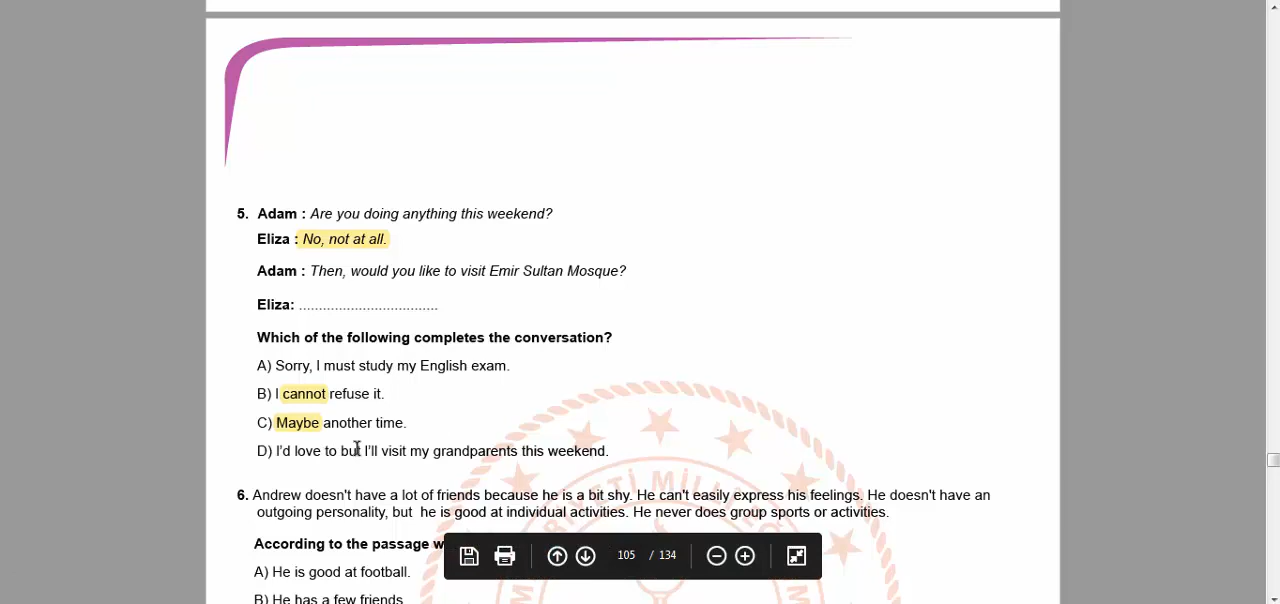 5. Adam : Are you doing anything this weekend?
Eliza : No, not at all.
Adam : Then, would you like to visit Emir Sultan Mosque?
Eliza: ...................................
Which of the following completes the conversation?
A) Sorry, I must study my English exam.
B) I cannot refuse it.
C) Maybe another time.
D) I'd love to but I'll visit my grandparents this weekend.
6. Andrew doesn't have a lot of friends because he is a bit shy. He can't easily express his feelings. He doesn't have an
outgoing personality, but he is good at individual activities. He never does group sports or activities.
According to the passage w
105 / 134
A) He is good at football.
B) He has a few friends.